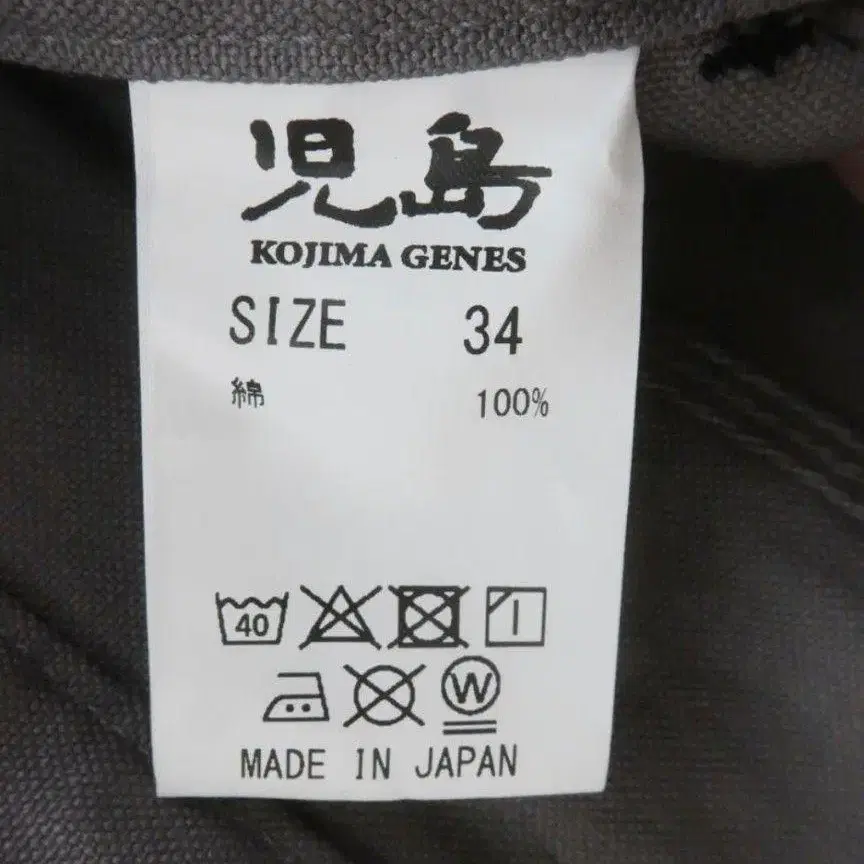 児島
KOJIMA GENES
SIZE 34
綿 100%
40
W
MADE IN JAPAN